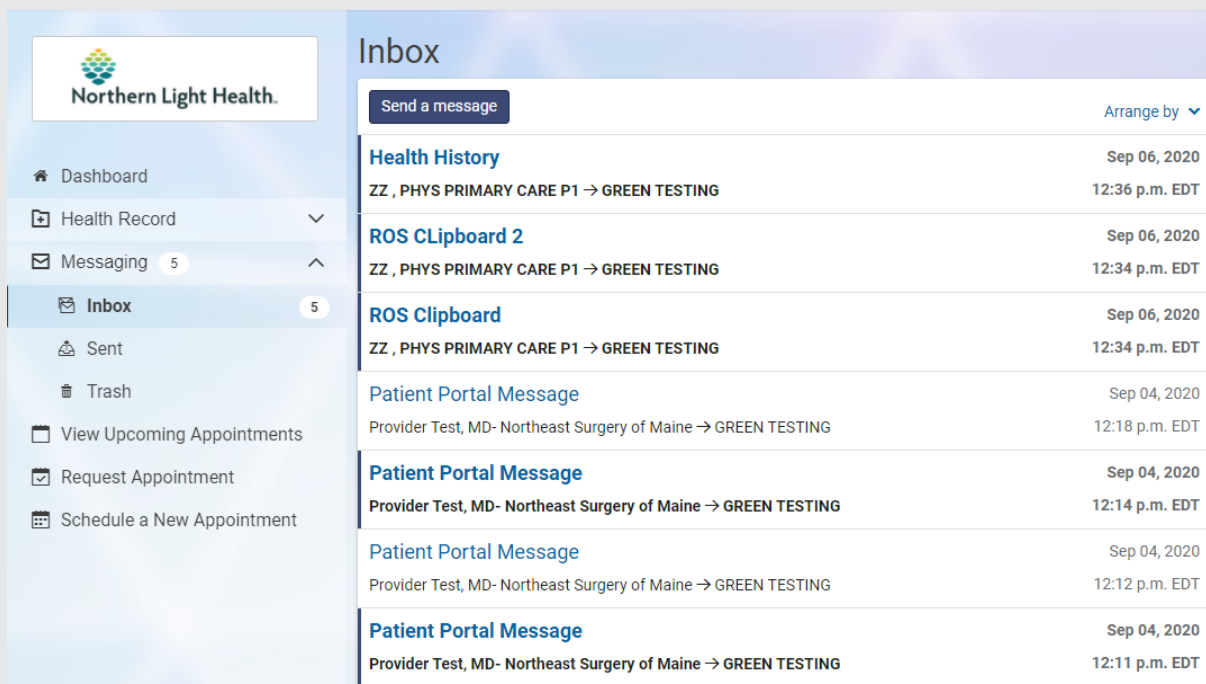 Northern Light Health.
Dashboard
Health Record
Messaging 5
Inbox 5
Sent
Trash
View Upcoming Appointments
Request Appointment
Schedule a New Appointment
Inbox
Send a message
Arrange by
Health History Sep 06, 2020
ZZ , PHYS PRIMARY CARE P1 → GREEN TESTING 12:36 p.m. EDT
ROS CLipboard 2 Sep 06, 2020
ZZ , PHYS PRIMARY CARE P1 → GREEN TESTING 12:34 p.m. EDT
ROS Clipboard Sep 06, 2020
ZZ , PHYS PRIMARY CARE P1 → GREEN TESTING 12:34 p.m. EDT
Patient Portal Message Sep 04, 2020
Provider Test, MD- Northeast Surgery of Maine → GREEN TESTING 12:18 p.m. EDT
Patient Portal Message Sep 04, 2020
Provider Test, MD- Northeast Surgery of Maine → GREEN TESTING 12:14 p.m. EDT
Patient Portal Message Sep 04, 2020
Provider Test, MD- Northeast Surgery of Maine → GREEN TESTING 12:12 p.m. EDT
Patient Portal Message Sep 04, 2020
Provider Test, MD- Northeast Surgery of Maine → GREEN TESTING 12:11 p.m. EDT